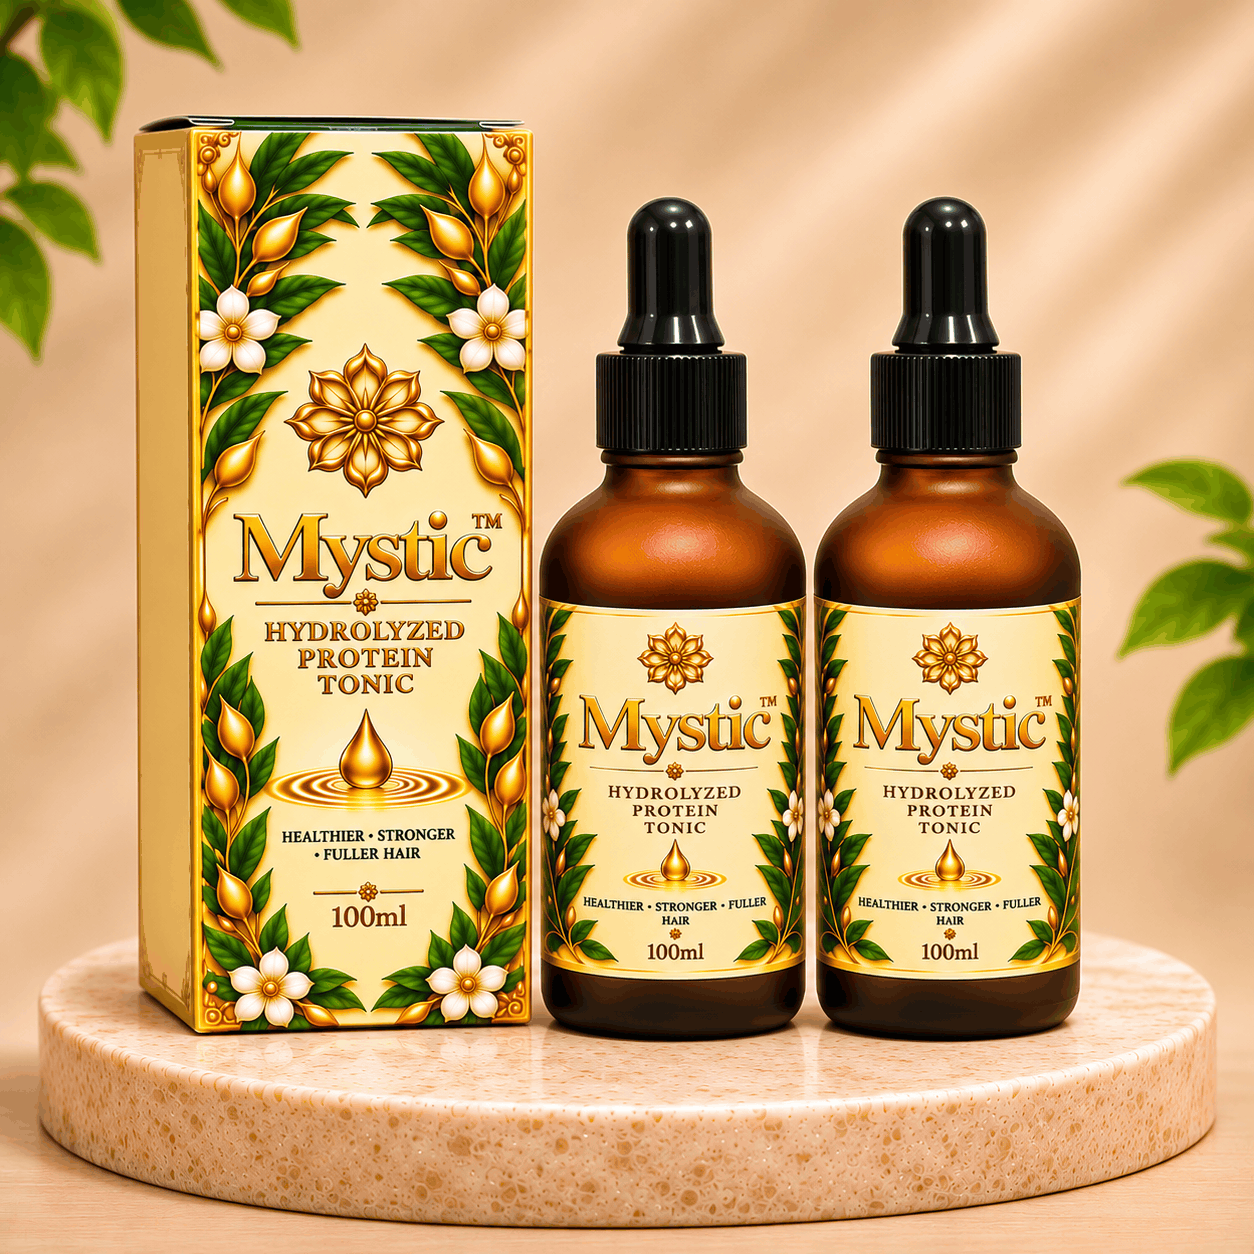 Mystic™
HYDROLYZED
PROTEIN
TONIC
HEALTHIER • STRONGER
• FULLER HAIR
100ml
Mystic™
HYDROLYZED
PROTEIN
TONIC
HEALTHIER • STRONGER • FULLER
HAIR
100ml
Mystic™
HYDROLYZED
PROTEIN
TONIC
HEALTHIER • STRONGER • FULLER
HAIR
100ml